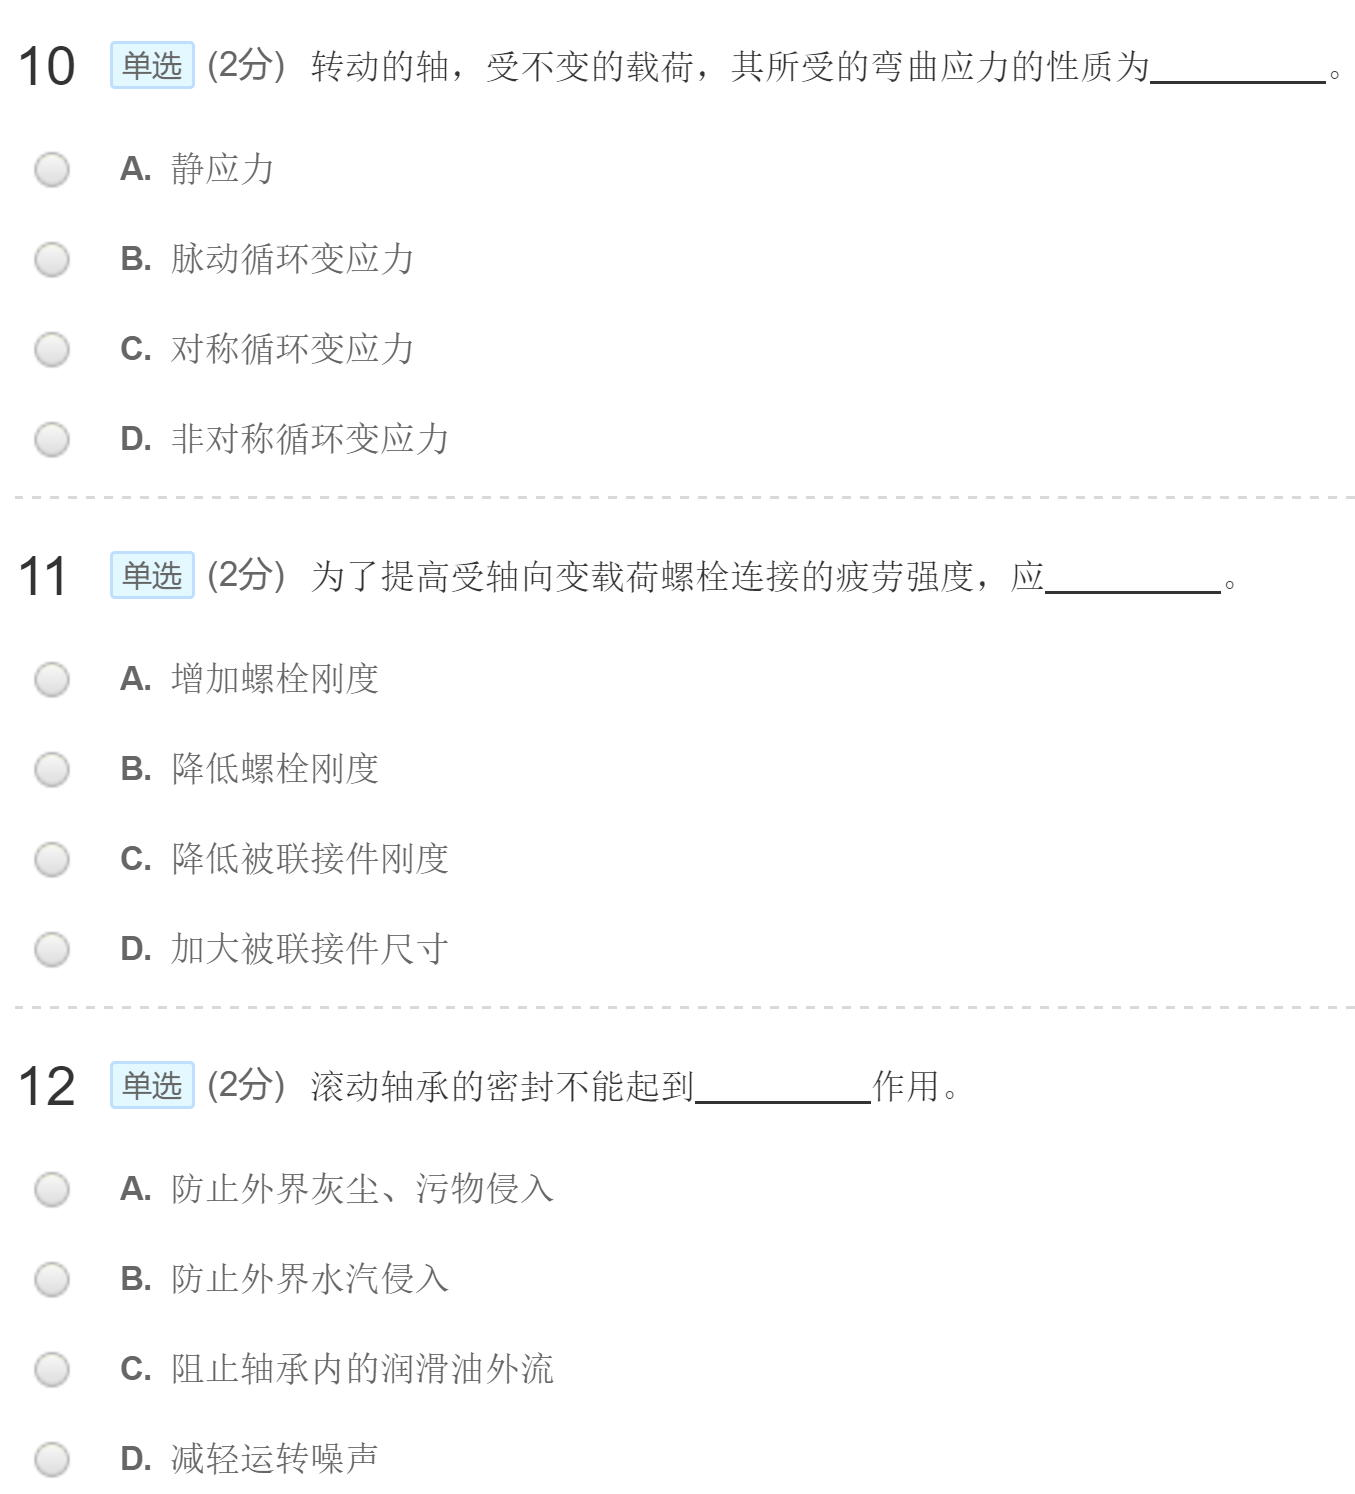 10 单选 (2分) 转动的轴，受不变的载荷，其所受的弯曲应力的性质为__________。
A. 静应力
B. 脉动循环变应力
C. 对称循环变应力
D. 非对称循环变应力
11 单选 (2分) 为了提高受轴向变载荷螺栓连接的疲劳强度，应__________。
A. 增加螺栓刚度
B. 降低螺栓刚度
C. 降低被联接件刚度
D. 加大被联接件尺寸
12 单选 (2分) 滚动轴承的密封不能起到__________作用。
A. 防止外界灰尘、污物侵入
B. 防止外界水汽侵入
C. 阻止轴承内的润滑油外流
D. 减轻运转噪声